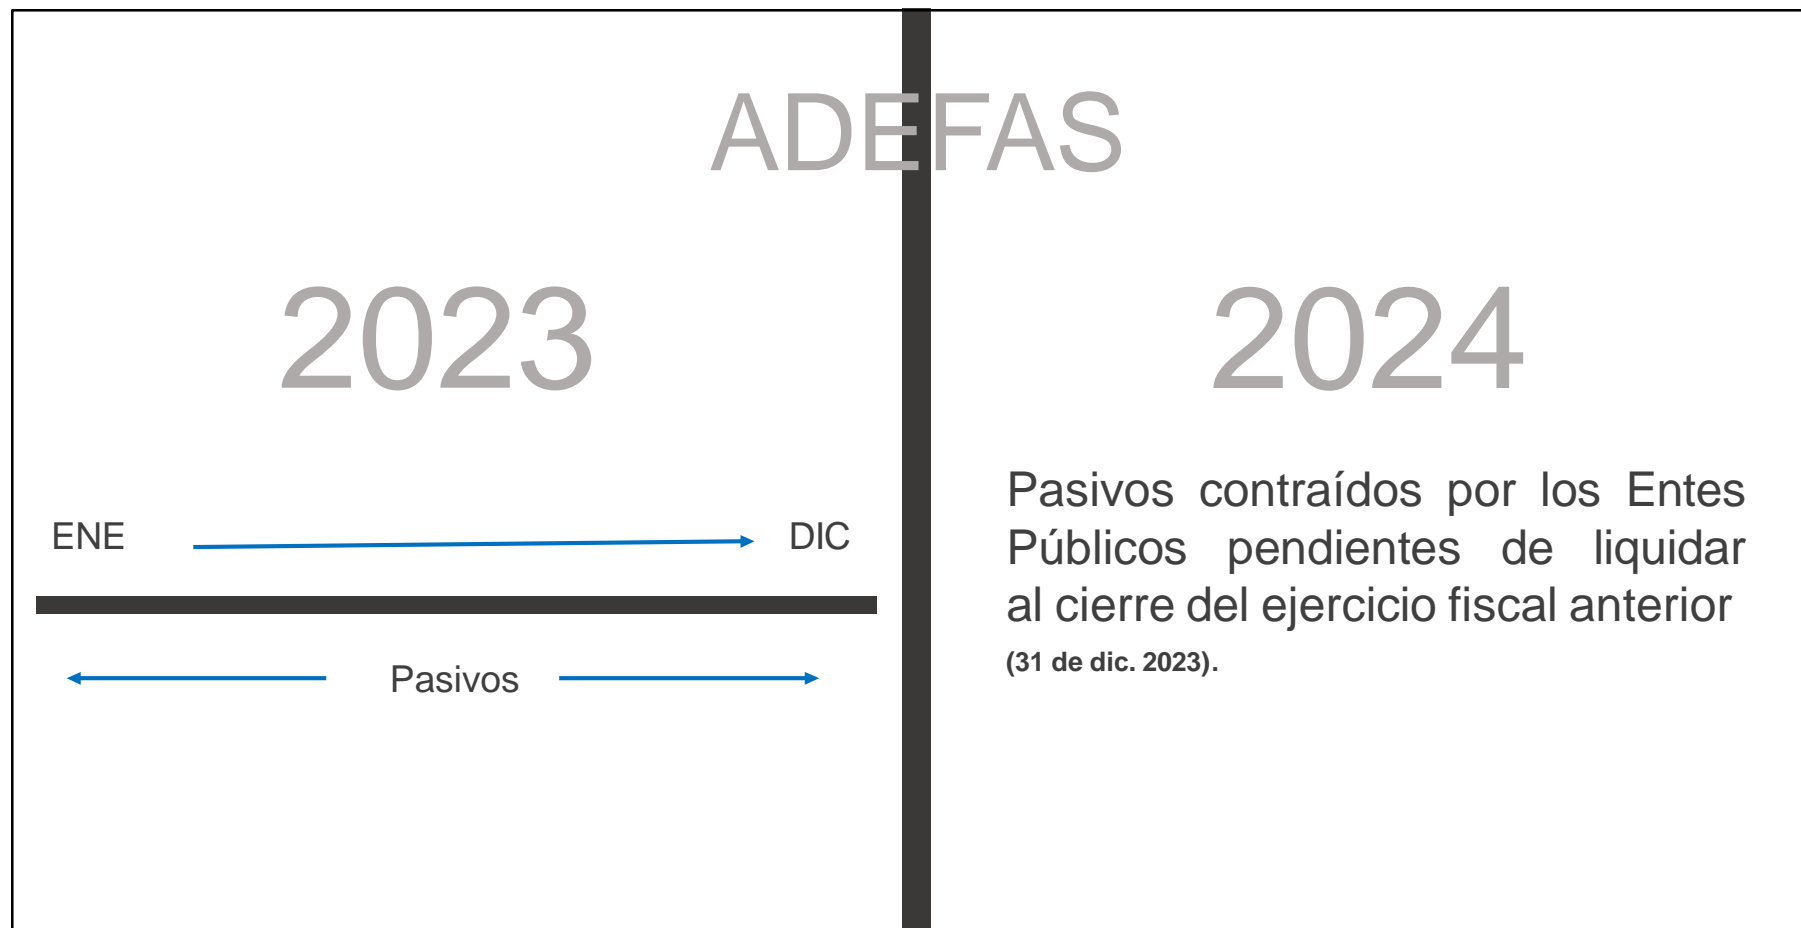 ADEFAS
2023
ENE
DIC
Pasivos
2024
Pasivos contraídos por los Entes
Públicos pendientes de liquidar
al cierre del ejercicio fiscal anterior
(31 de dic. 2023).